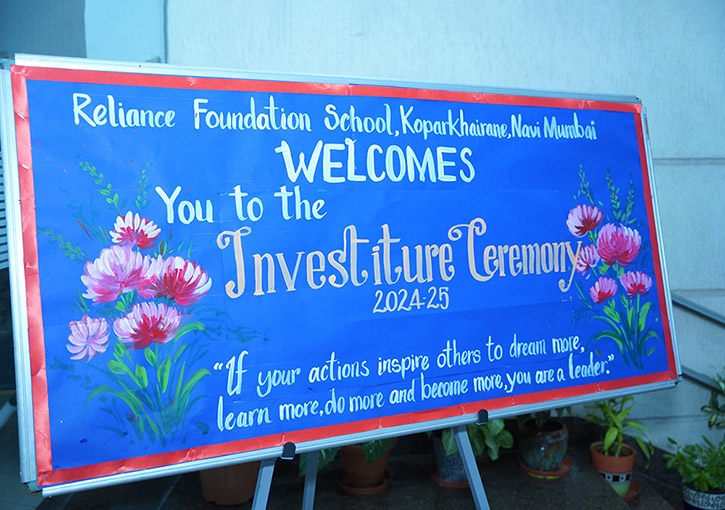 Reliance Foundation School, Koparkhairane, Navi Mumbai
WELCOMES
You to the
Investiture Ceremony
2024-25
"If your actions inspire others to dream more,
learn more, do more and become more, you are a leader."